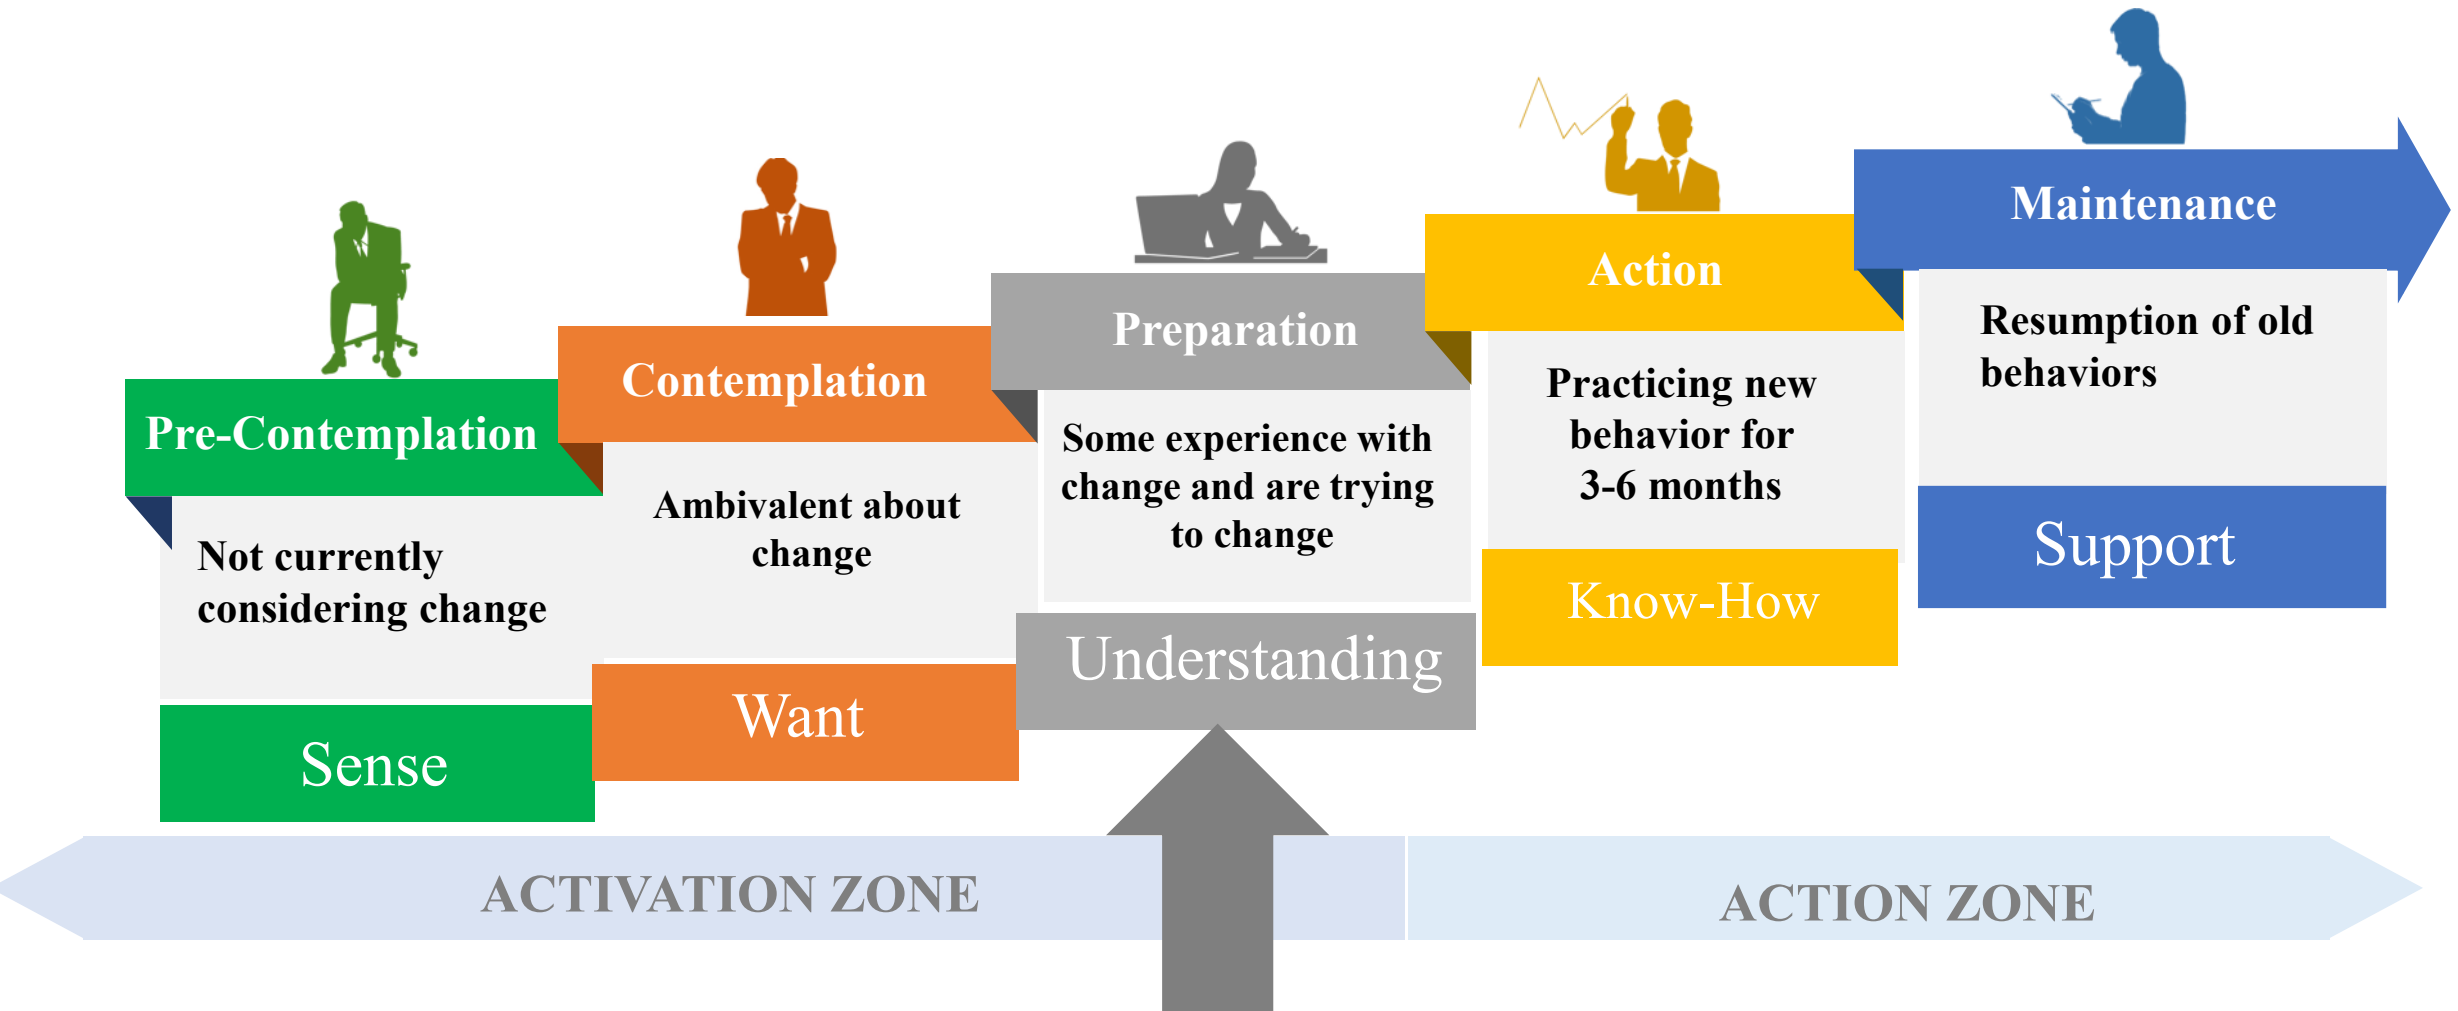 Pre-Contemplation
Not currently
considering change
Sense
Contemplation
Ambivalent about
change
Want
Preparation
Some experience with
change and are trying
to change
Understanding
Action
Practicing new
behavior for
3-6 months
Know-How
Maintenance
Resumption of old
behaviors
Support
ACTIVATION ZONE
ACTION ZONE